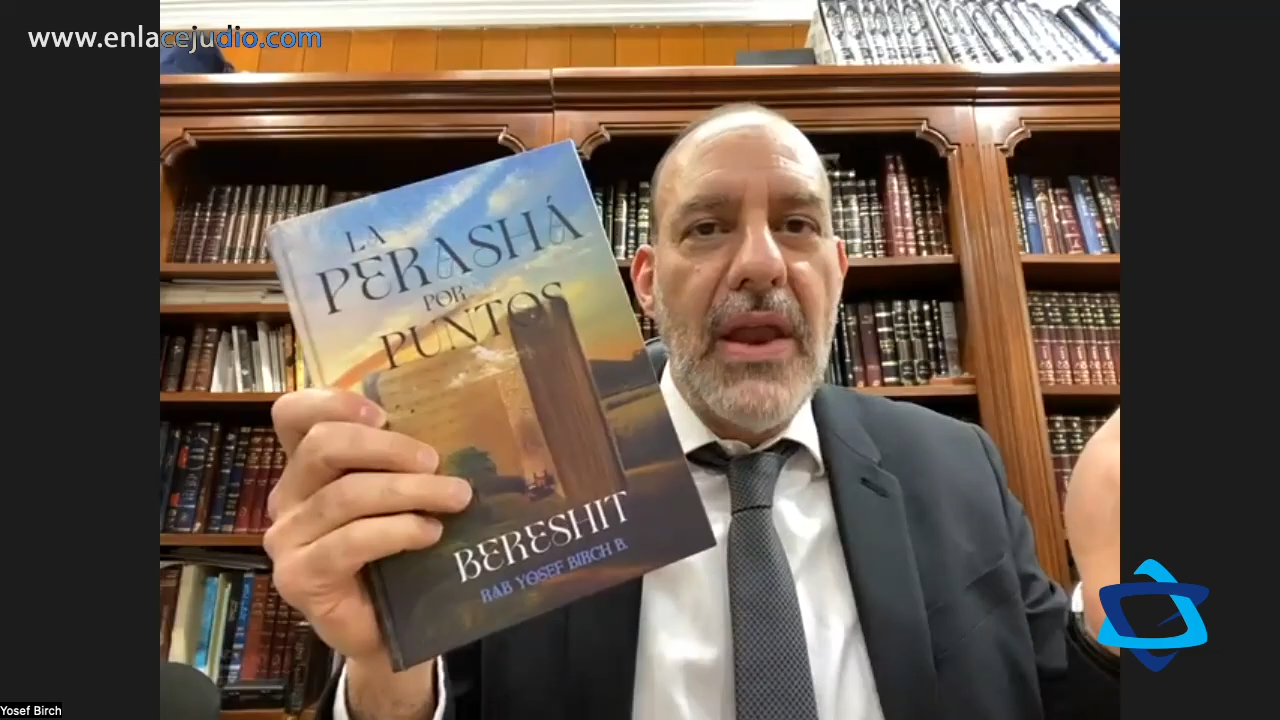 www.enlacejudio.com
LA
PERASHÁ
POR
PUNTOS
BERESHIT
RAB YOSEF BIRCH B.
Yosef Birch